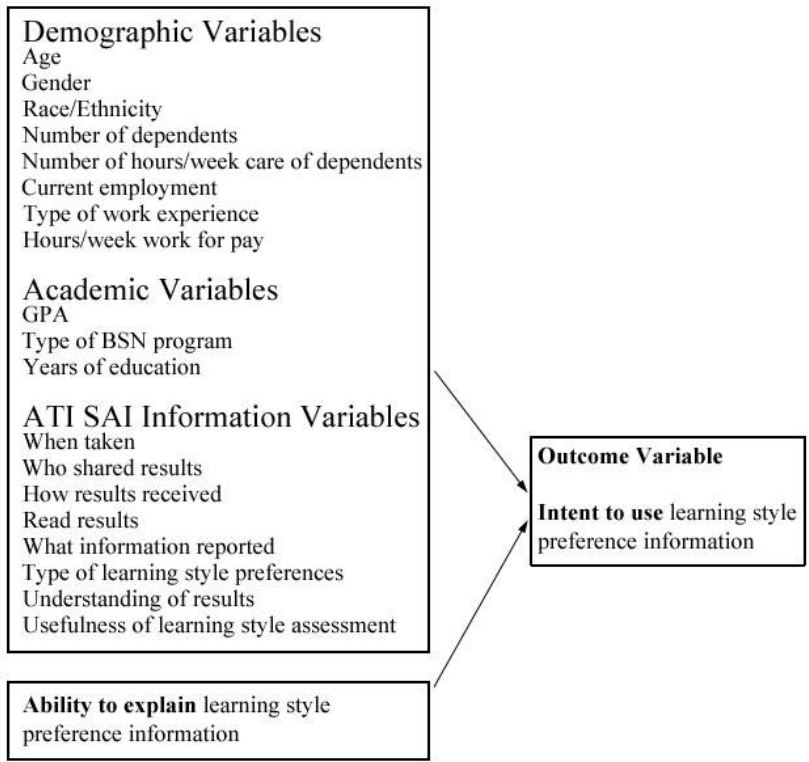 Demographic Variables
Age
Gender
Race/Ethnicity
Number of dependents
Number of hours/week care of dependents
Current employment
Type of work experience
Hours/week work for pay
Academic Variables
GPA
Type of BSN program
Years of education
ATI SAI Information Variables
When taken
Who shared results
How results received
Read results
What information reported
Type of learning style preferences
Understanding of results
Usefulness of learning style assessment
Ability to explain learning style
preference information
Outcome Variable
Intent to use learning style
preference information